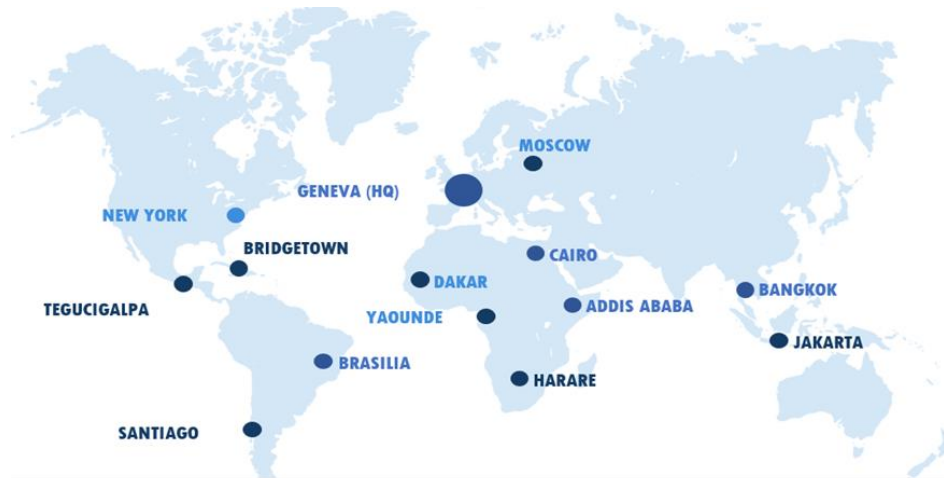 MOSCOW
GENEVA (HQ)
NEW YORK
BRIDGETOWN
CAIRO
DAKAR
BANGKOK
TEGUCIGALPA
ADDIS ABABA
YAOUNDE
JAKARTA
BRASILIA
HARARE
SANTIAGO